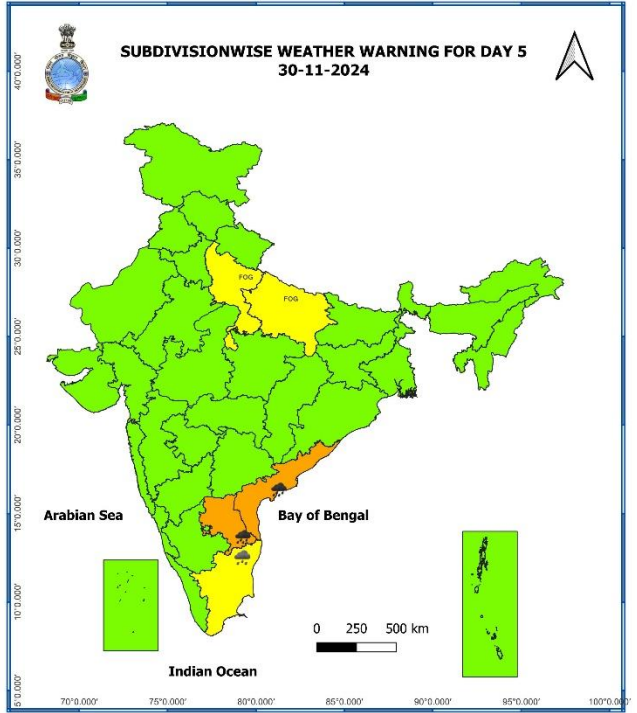 SUBDIVISIONWISE WEATHER WARNING FOR DAY 5
30-11-2024
40°0.000'
35°0.000'
30°0.000'
FOG
FOG
25°0.000'
20°0.000'
15°0.000'
Arabian Sea
Bay of Bengal
10°0.000'
0 250 500 km
Indian Ocean
5°0.000'
70°0.000' 75°0.000' 80°0.000' 85°0.000' 90°0.000' 95°0.000' 100°0.000'